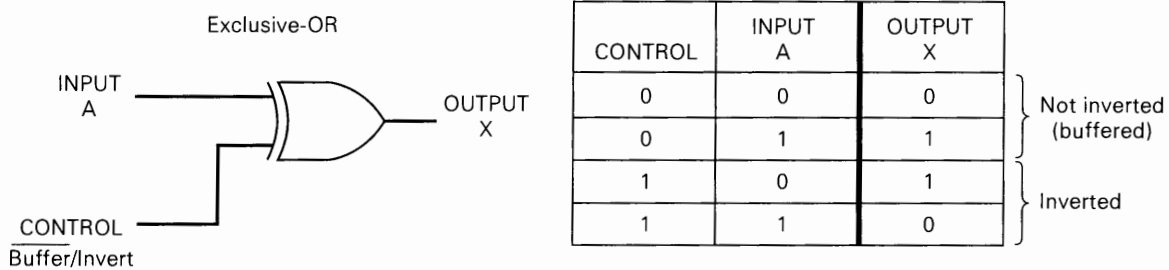 Exclusive-OR
INPUT
A
OUTPUT
X
CONTROL
Buffer/Invert
CONTROL INPUT A OUTPUT X
0 0 0
0 1 1
1 0 1
1 1 0
Not inverted
(buffered)
Inverted